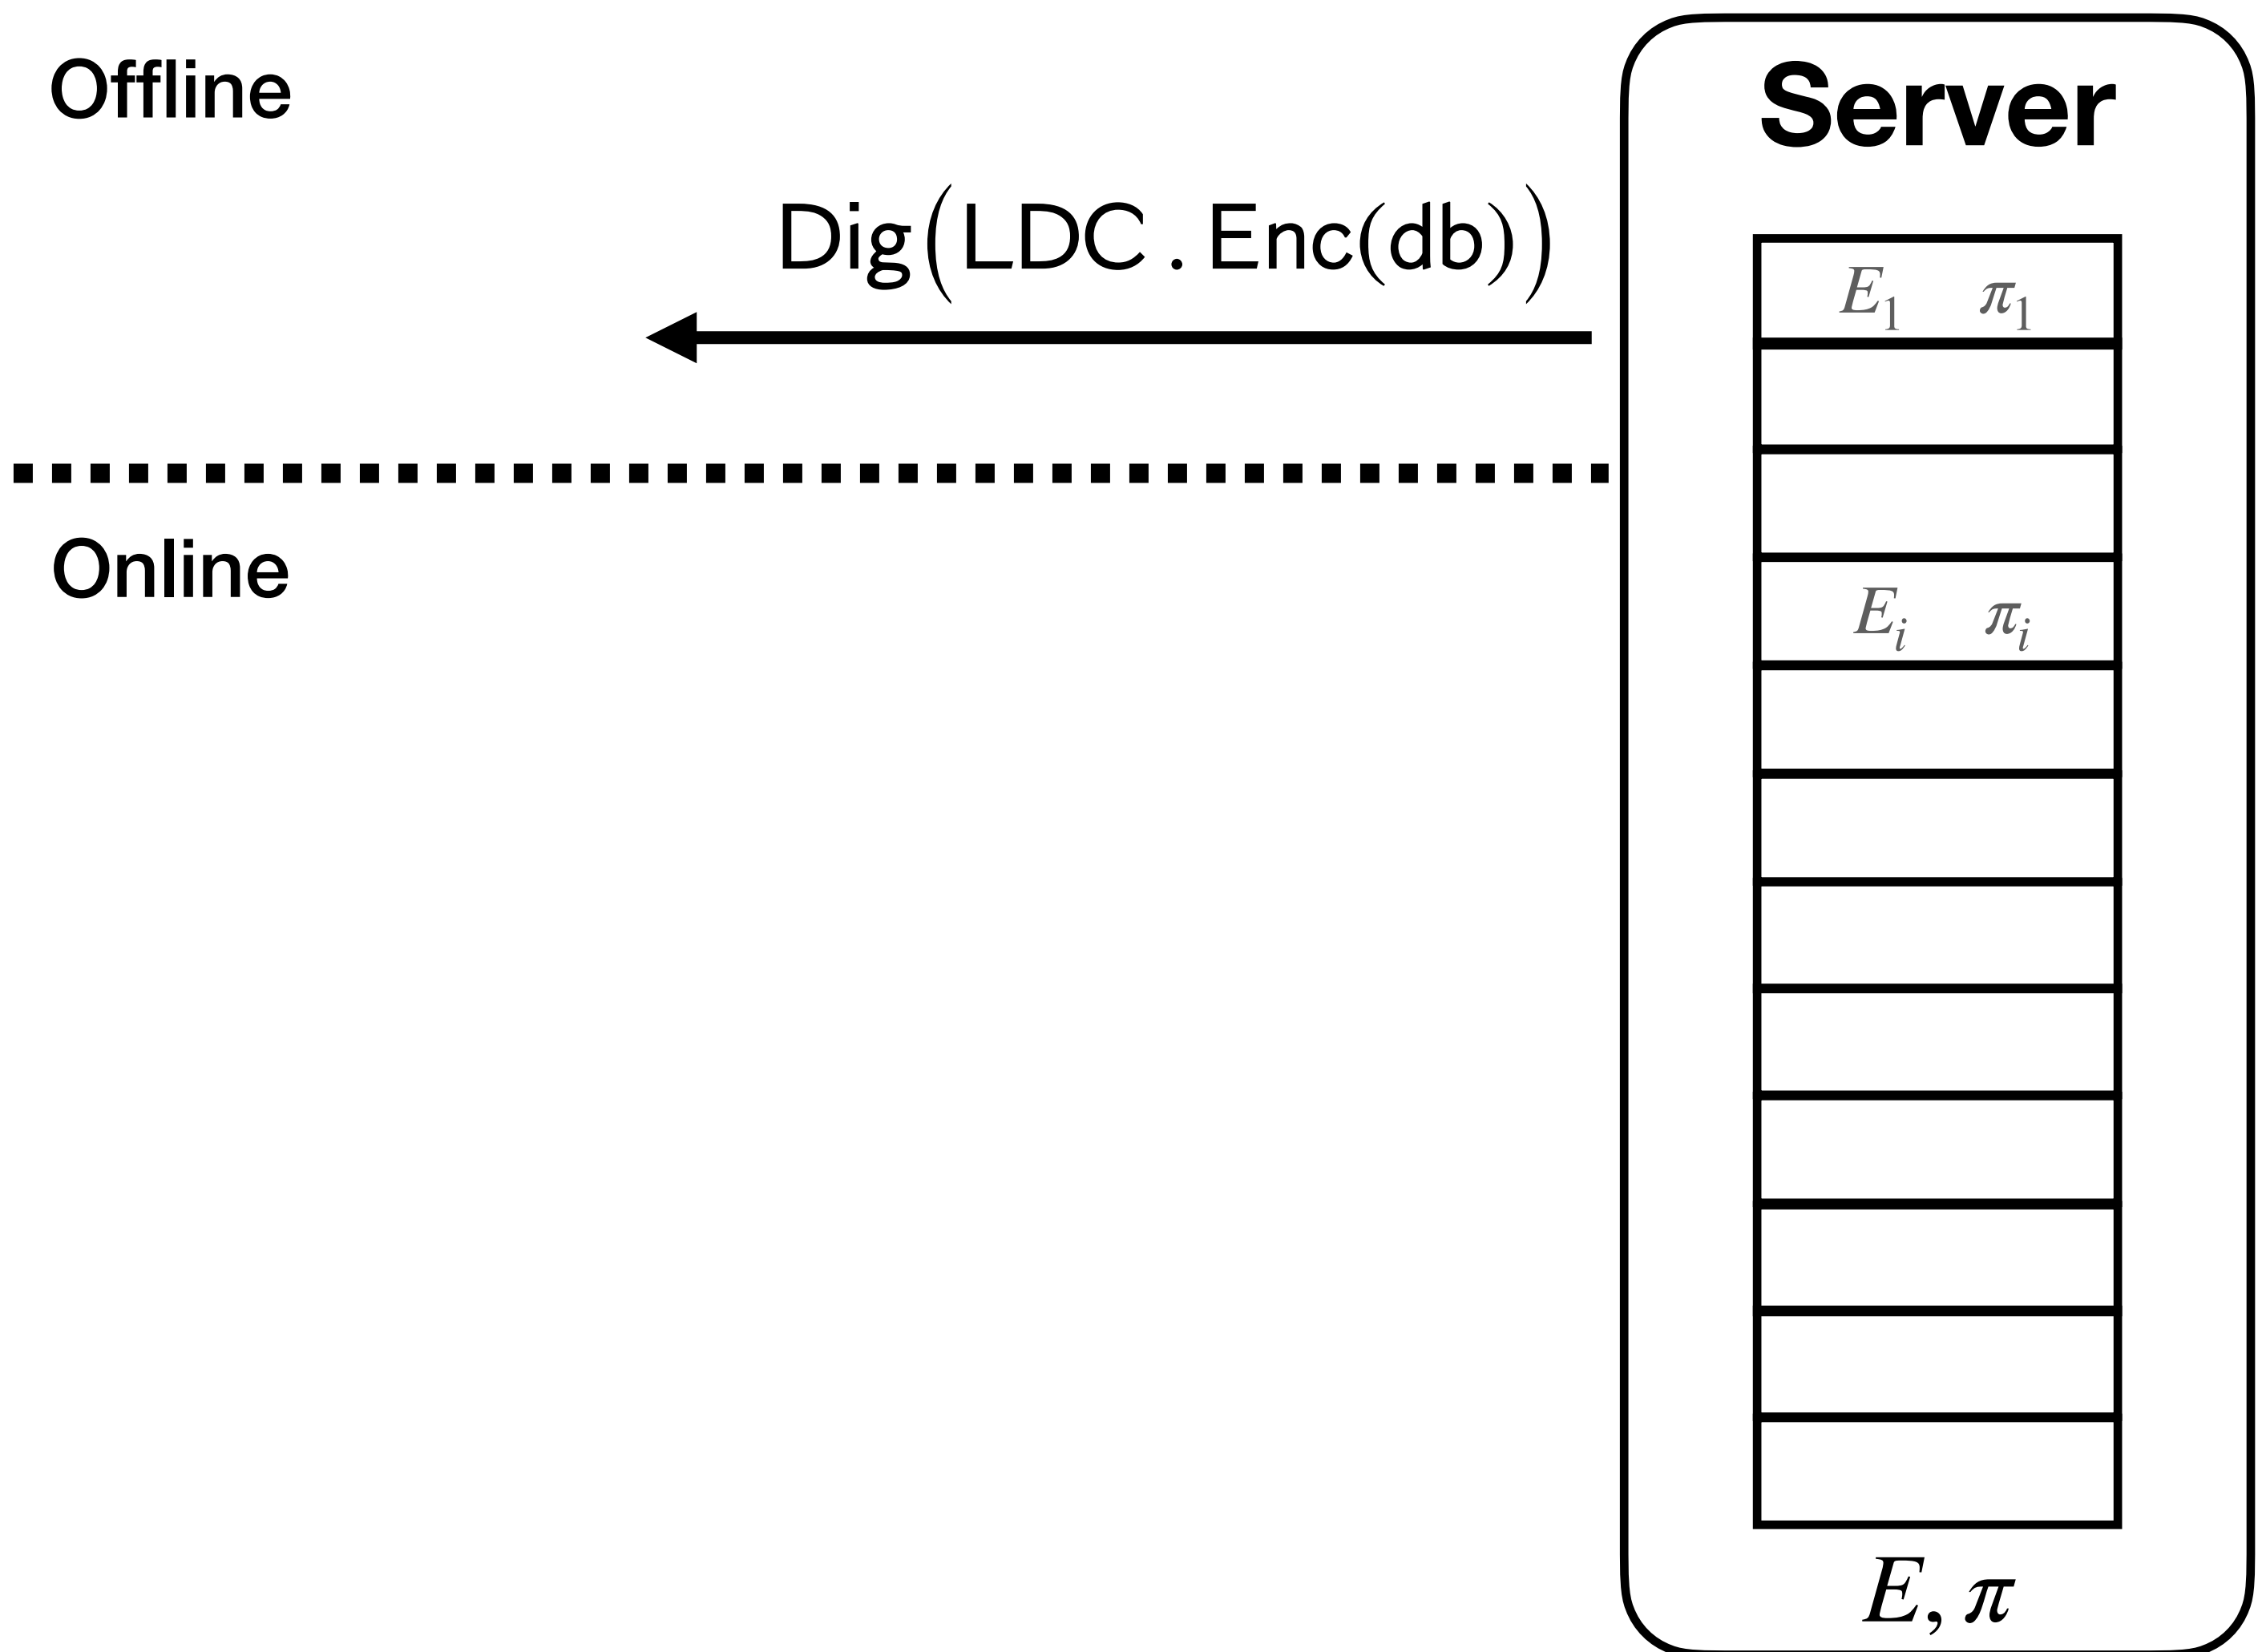 Offline
Server
Dig(LDC.Enc(db))
E₁ π₁
Online
Eᵢ πᵢ
E, π